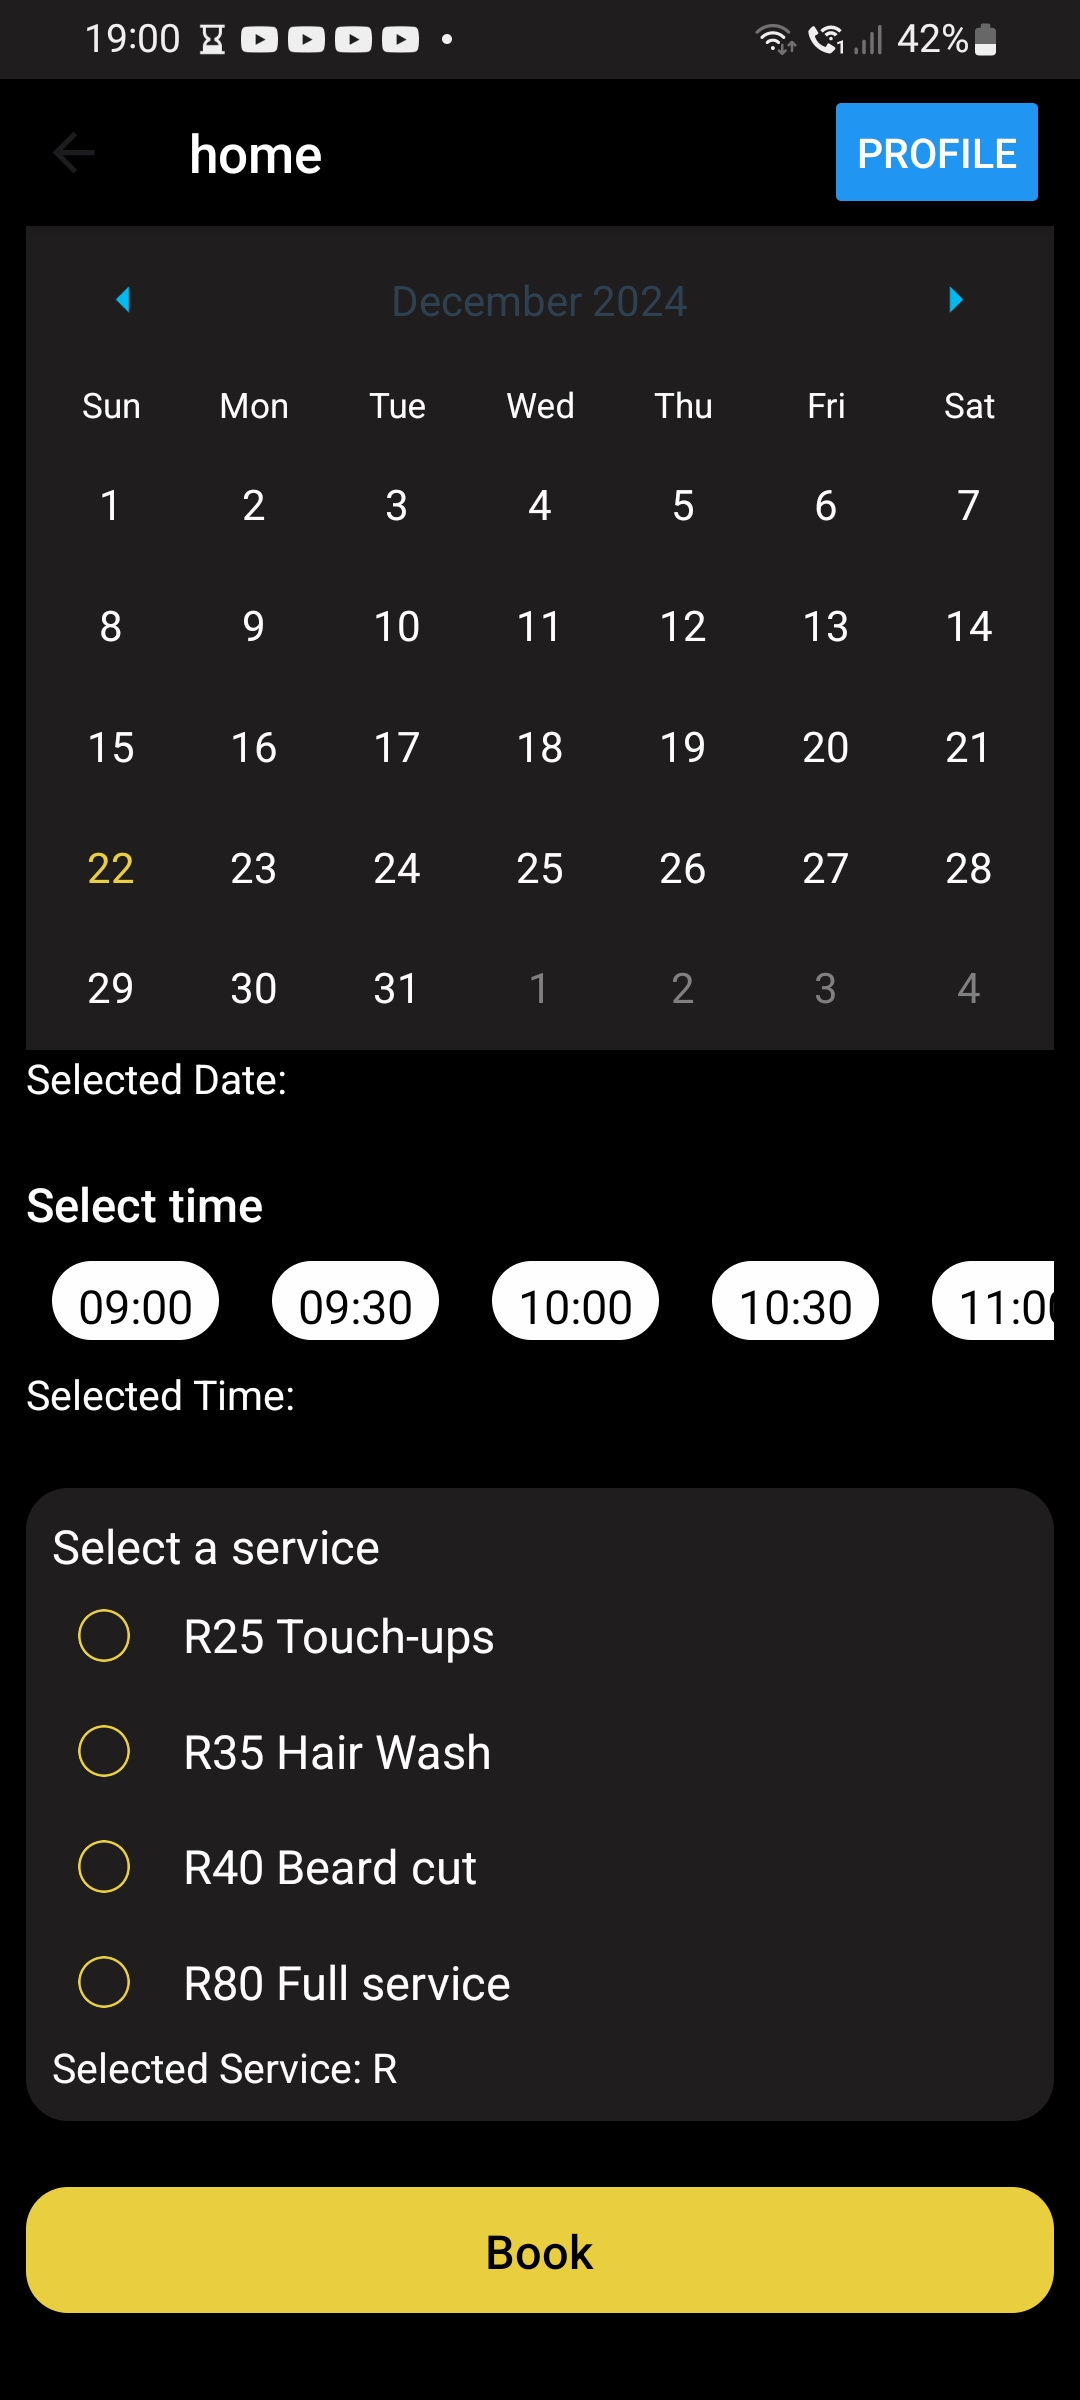 19:00 42%
home PROFILE
December 2024
Sun Mon Tue Wed Thu Fri Sat
1 2 3 4 5 6 7
8 9 10 11 12 13 14
15 16 17 18 19 20 21
22 23 24 25 26 27 28
29 30 31 1 2 3 4
Selected Date:
Select time
09:00 09:30 10:00 10:30 11:00
Selected Time:
Select a service
R25 Touch-ups
R35 Hair Wash
R40 Beard cut
R80 Full service
Selected Service: R
Book